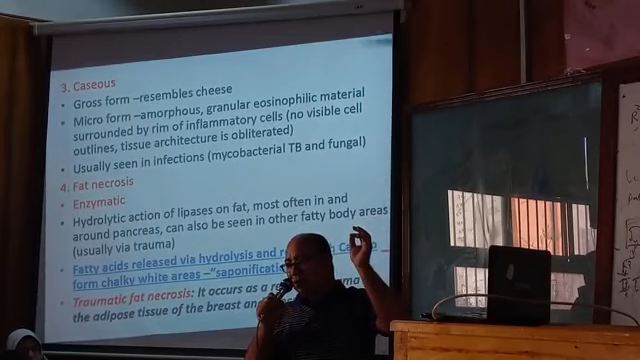 3. Caseous
• Gross form –resembles cheese
• Micro form –amorphous, granular eosinophilic material
surrounded by rim of inflammatory cells (no visible cell
outlines, tissue architecture is obliterated)
• Usually seen in infections (mycobacterial TB and fungal)
4. Fat necrosis
• Enzymatic
• Hydrolytic action of lipases on fat, most often in and
around pancreas, can also be seen in other fatty body areas
(usually via trauma)
• Fatty acids released via hydrolysis and
form chalky white areas –"saponificati
• Traumatic fat necrosis: It occurs as a
the adipose tissue of the breast an